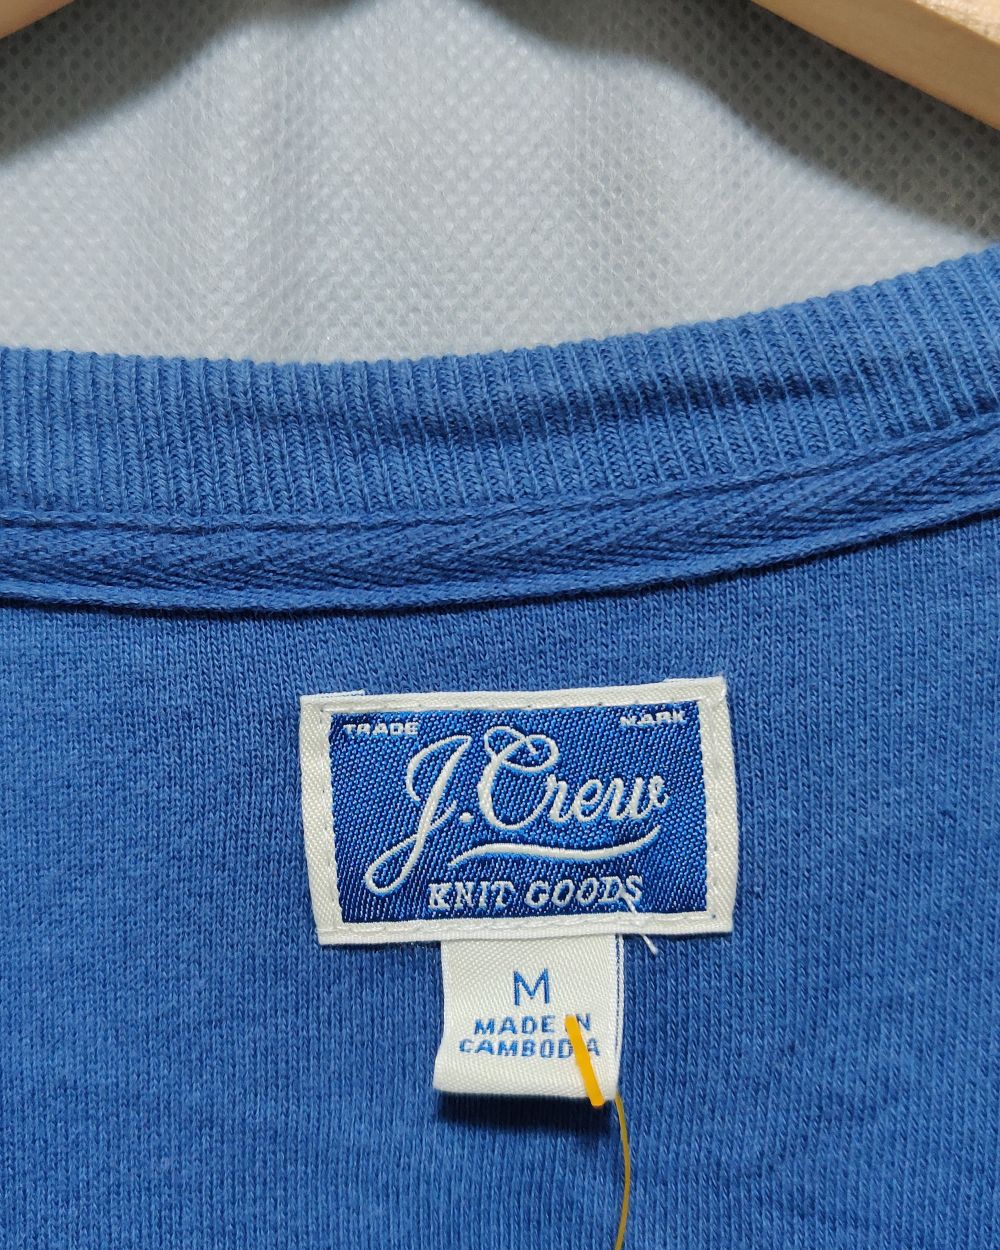 TRADE MARK
J.Crew
KNIT GOODS
M
MADE IN
CAMBODIA